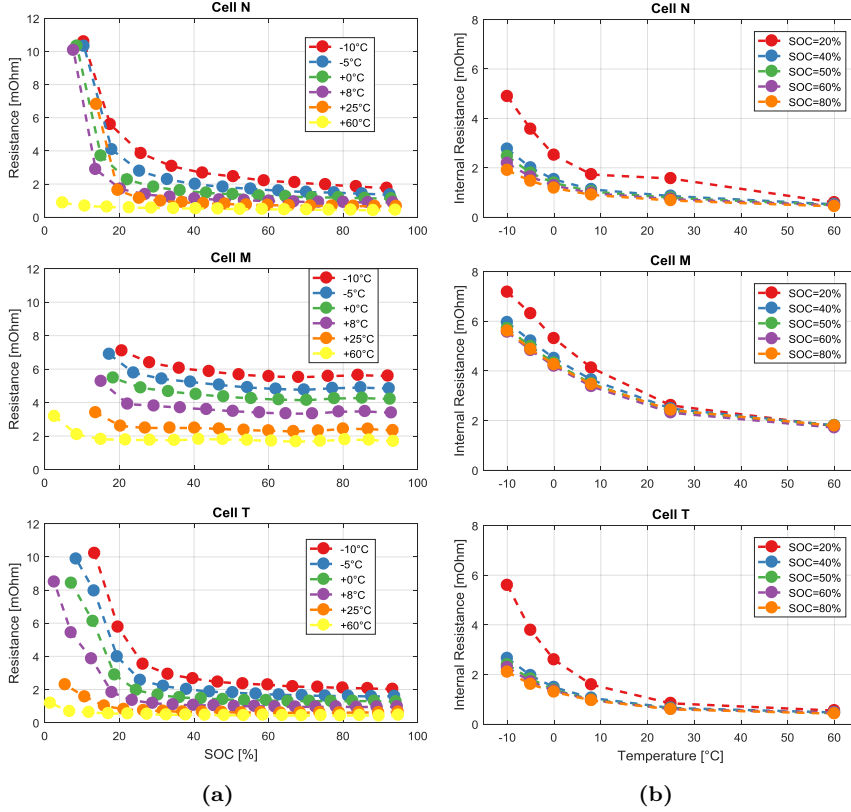 Cell N
Resistance [mOhm]
12
10
8
6
4
2
0
0 20 40 60 80 100
-10°C
-5°C
+0°C
+8°C
+25°C
+60°C
Cell N
Internal Resistance [mOhm]
8
6
4
2
0
-10 0 10 20 30 40 50 60
SOC=20%
SOC=40%
SOC=50%
SOC=60%
SOC=80%
Cell M
Resistance [mOhm]
12
10
8
6
4
2
0
0 20 40 60 80 100
-10°C
-5°C
+0°C
+8°C
+25°C
+60°C
Cell M
Internal Resistance [mOhm]
8
6
4
2
0
-10 0 10 20 30 40 50 60
SOC=20%
SOC=40%
SOC=50%
SOC=60%
SOC=80%
Cell T
Resistance [mOhm]
12
10
8
6
4
2
0
0 20 40 60 80 100
SOC [%]
-10°C
-5°C
+0°C
+8°C
+25°C
+60°C
Cell T
Internal Resistance [mOhm]
8
6
4
2
0
-10 0 10 20 30 40 50 60
Temperature [°C]
SOC=20%
SOC=40%
SOC=50%
SOC=60%
SOC=80%
(a)
(b)